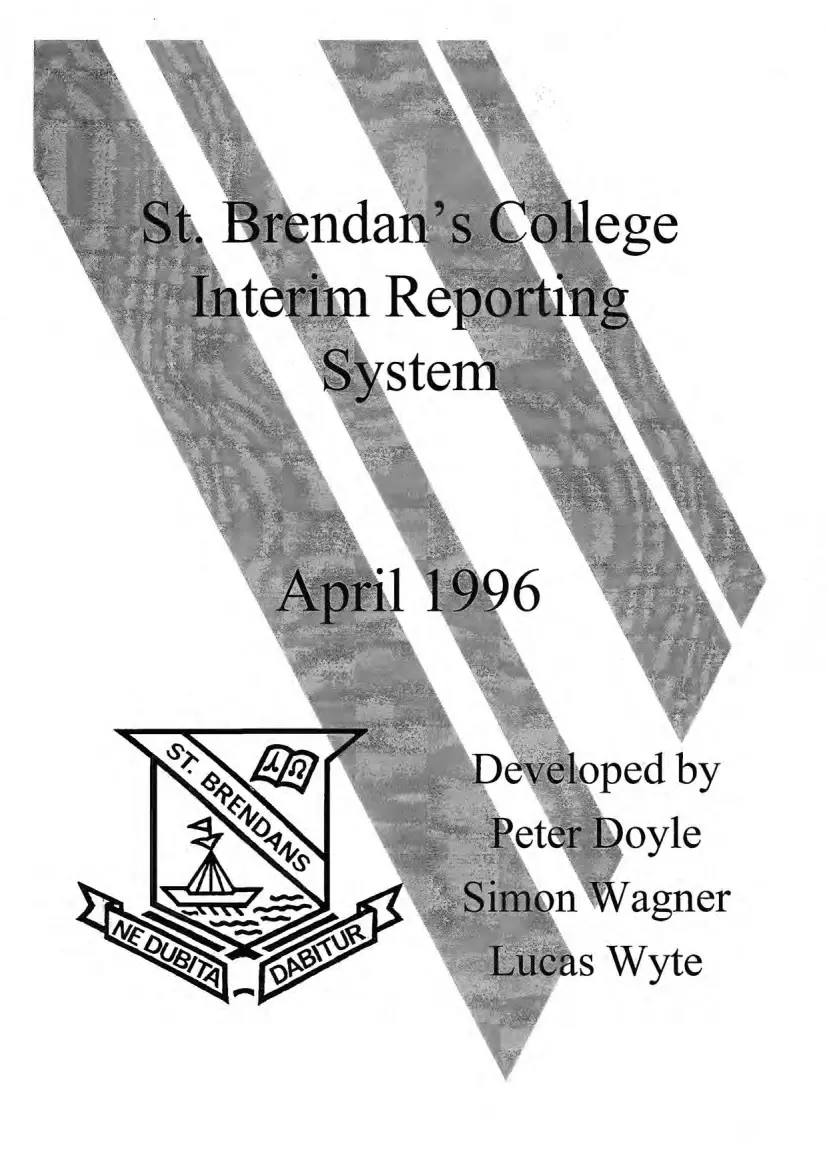 St. Brendan's College
Interim Reporting
System
April 1996
ST. BRENDANS
NE DUBITA
DABITUR
Developed by
Peter Doyle
Simon Wagner
Lucas Wyte